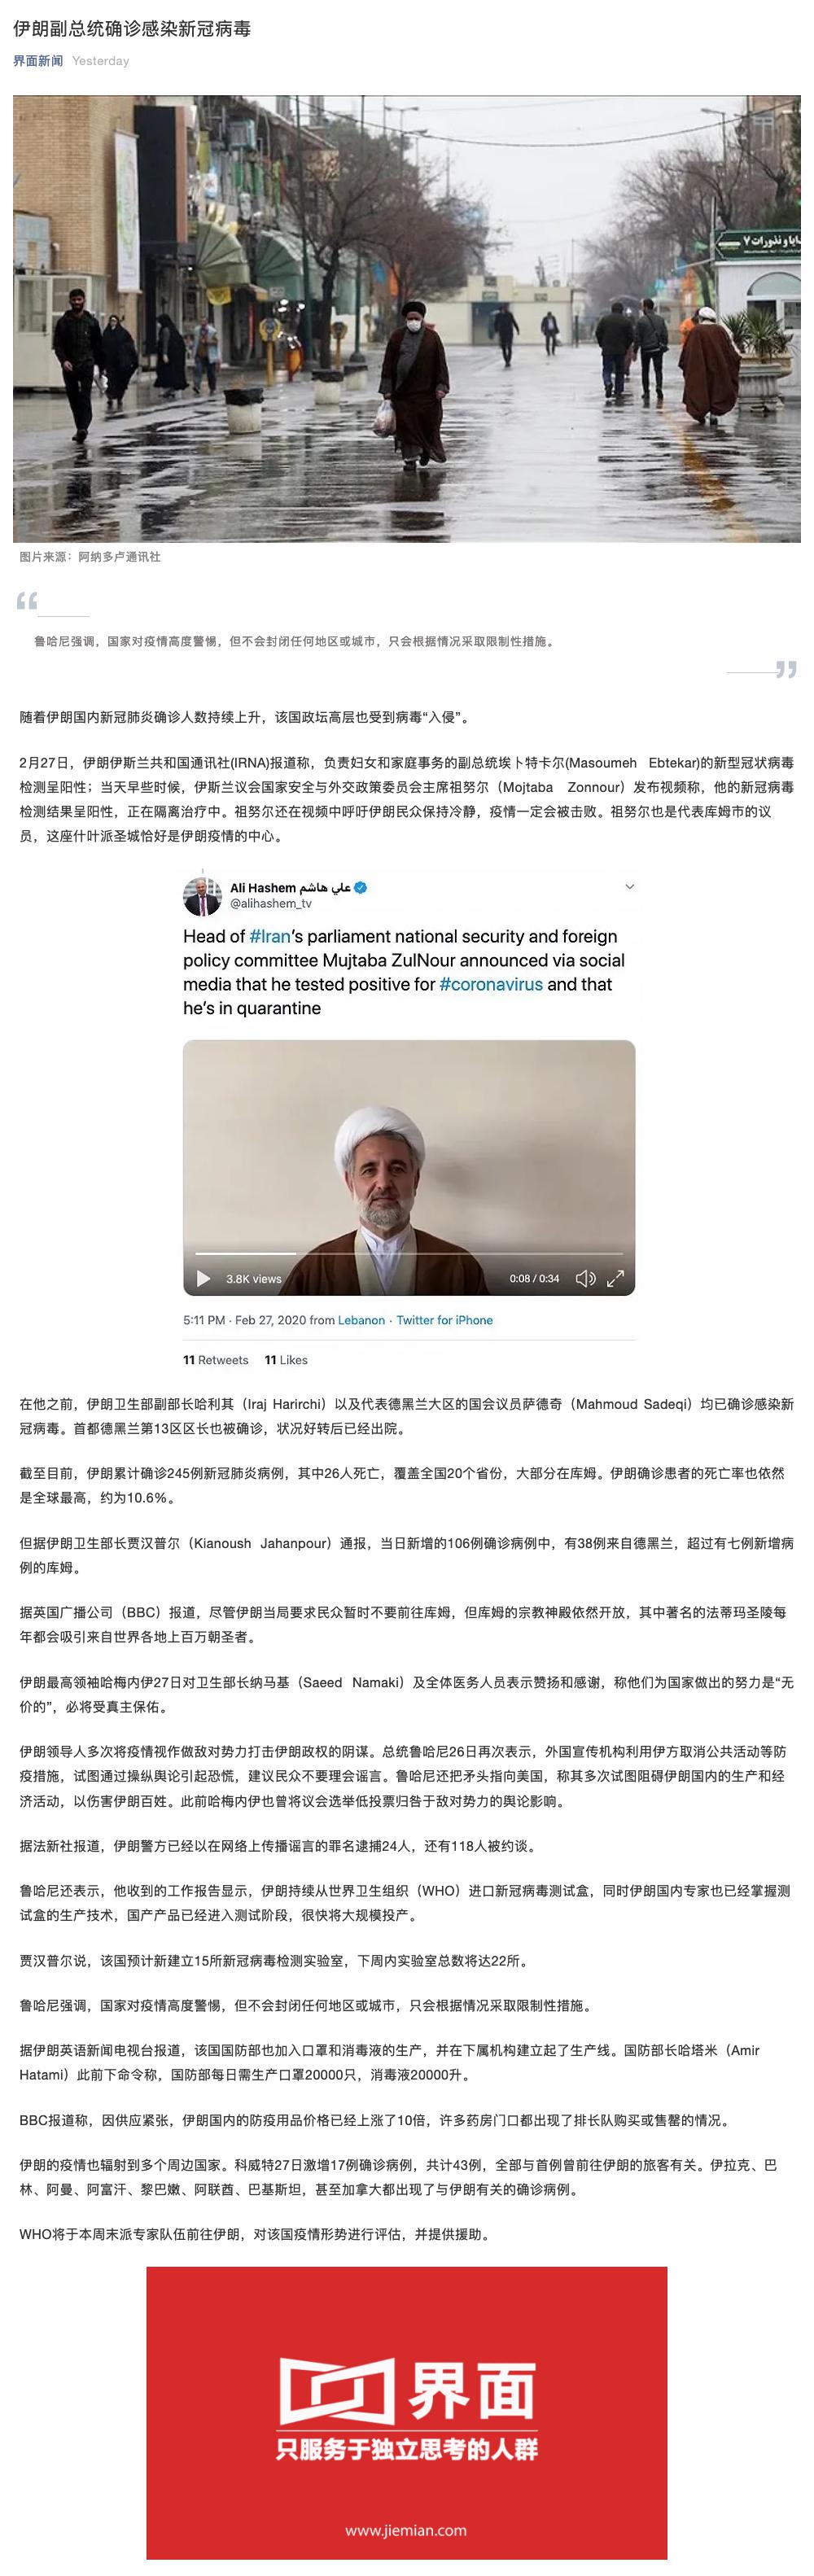 伊朗副总统确诊感染新冠病毒
界面新闻 Yesterday
图片来源：阿纳多卢通讯社
“
鲁哈尼强调，国家对疫情高度警惕，但不会封闭任何地区或城市，只会根据情况采取限制性措施。
”
随着伊朗国内新冠肺炎确诊人数持续上升，该国政坛高层也受到病毒“入侵”。
2月27日，伊朗伊斯兰共和国通讯社(IRNA)报道称，负责妇女和家庭事务的副总统埃卜特卡尔(Masoumeh Ebtekar)的新型冠状病毒
检测呈阳性；当天早些时候，伊斯兰议会国家安全与外交政策委员会主席祖努尔（Mojtaba Zonnour）发布视频称，他的新冠病毒
检测结果呈阳性，正在隔离治疗中。祖努尔还在视频中呼吁伊朗民众保持冷静，疫情一定会被击败。祖努尔也是代表库姆市的议
员，这座什叶派圣城恰好是伊朗疫情的中心。
Ali Hashem علي هاشم
@alihashem_tv
Head of #Iran's parliament national security and foreign
policy committee Mujtaba ZulNour announced via social
media that he tested positive for #coronavirus and that
he's in quarantine
3.8K views 0:08 / 0:34
5:11 PM · Feb 27, 2020 from Lebanon · Twitter for iPhone
11 Retweets 11 Likes
在他之前，伊朗卫生部副部长哈利其（Iraj Harirchi）以及代表德黑兰大区的国会议员萨德奇（Mahmoud Sadeqi）均已确诊感染新
冠病毒。首都德黑兰第13区区长也被确诊，状况好转后已经出院。
截至目前，伊朗累计确诊245例新冠肺炎病例，其中26人死亡，覆盖全国20个省份，大部分在库姆。伊朗确诊患者的死亡率也依然
是全球最高，约为10.6%。
但据伊朗卫生部长贾汉普尔（Kianoush Jahanpour）通报，当日新增的106例确诊病例中，有38例来自德黑兰，超过有七例新增病
例的库姆。
据英国广播公司（BBC）报道，尽管伊朗当局要求民众暂时不要前往库姆，但库姆的宗教神殿依然开放，其中著名的法蒂玛圣陵每
年都会吸引来自世界各地上百万朝圣者。
伊朗最高领袖哈梅内伊27日对卫生部长纳马基（Saeed Namaki）及全体医务人员表示赞扬和感谢，称他们为国家做出的努力是“无
价的”，必将受真主保佑。
伊朗领导人多次将疫情视作做敌对势力打击伊朗政权的阴谋。总统鲁哈尼26日再次表示，外国宣传机构利用伊方取消公共活动等防
疫措施，试图通过操纵舆论引起恐慌，建议民众不要理会谣言。鲁哈尼还把矛头指向美国，称其多次试图阻碍伊朗国内的生产和经
济活动，以伤害伊朗百姓。此前哈梅内伊也曾将议会选举低投票归咎于敌对势力的舆论影响。
据法新社报道，伊朗警方已经以在网络上传播谣言的罪名逮捕24人，还有118人被约谈。
鲁哈尼还表示，他收到的工作报告显示，伊朗持续从世界卫生组织（WHO）进口新冠病毒测试盒，同时伊朗国内专家也已经掌握测
试盒的生产技术，国产产品已经进入测试阶段，很快将大规模投产。
贾汉普尔说，该国预计新建立15所新冠病毒检测实验室，下周内实验室总数将达22所。
鲁哈尼强调，国家对疫情高度警惕，但不会封闭任何地区或城市，只会根据情况采取限制性措施。
据伊朗英语新闻电视台报道，该国国防部也加入口罩和消毒液的生产，并在下属机构建立起了生产线。国防部长哈塔米（Amir
Hatami）此前下命令称，国防部每日需生产口罩20000只，消毒液20000升。
BBC报道称，因供应紧张，伊朗国内的防疫用品价格已经上涨了10倍，许多药房门口都出现了排长队购买或售罄的情况。
伊朗的疫情也辐射到多个周边国家。科威特27日激增17例确诊病例，共计43例，全部与首例曾前往伊朗的旅客有关。伊拉克、巴
林、阿曼、阿富汗、黎巴嫩、阿联酋、巴基斯坦，甚至加拿大都出现了与伊朗有关的确诊病例。
WHO将于本周末派专家队伍前往伊朗，对该国疫情形势进行评估，并提供援助。
界面
只服务于独立思考的人群
www.jiemian.com